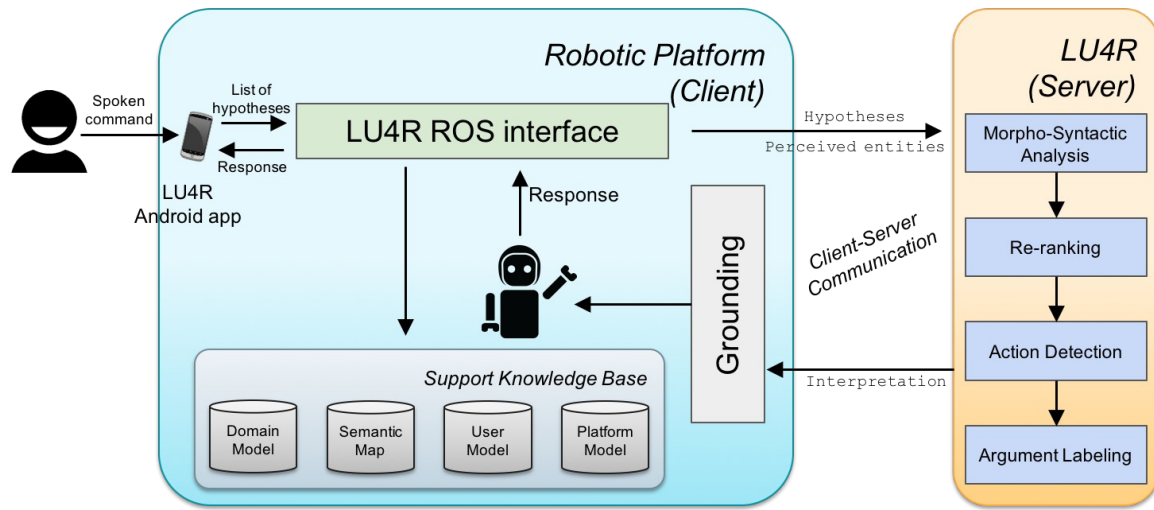 Robotic Platform
(Client)
LU4R
(Server)
Spoken
command
List of
hypotheses
Response
LU4R
Android app
LU4R ROS interface
Hypotheses
Perceived entities
Morpho-Syntactic
Analysis
Re-ranking
Action Detection
Argument Labeling
Client-Server
Communication
Interpretation
Grounding
Response
Support Knowledge Base
Domain
Model
Semantic
Map
User
Model
Platform
Model